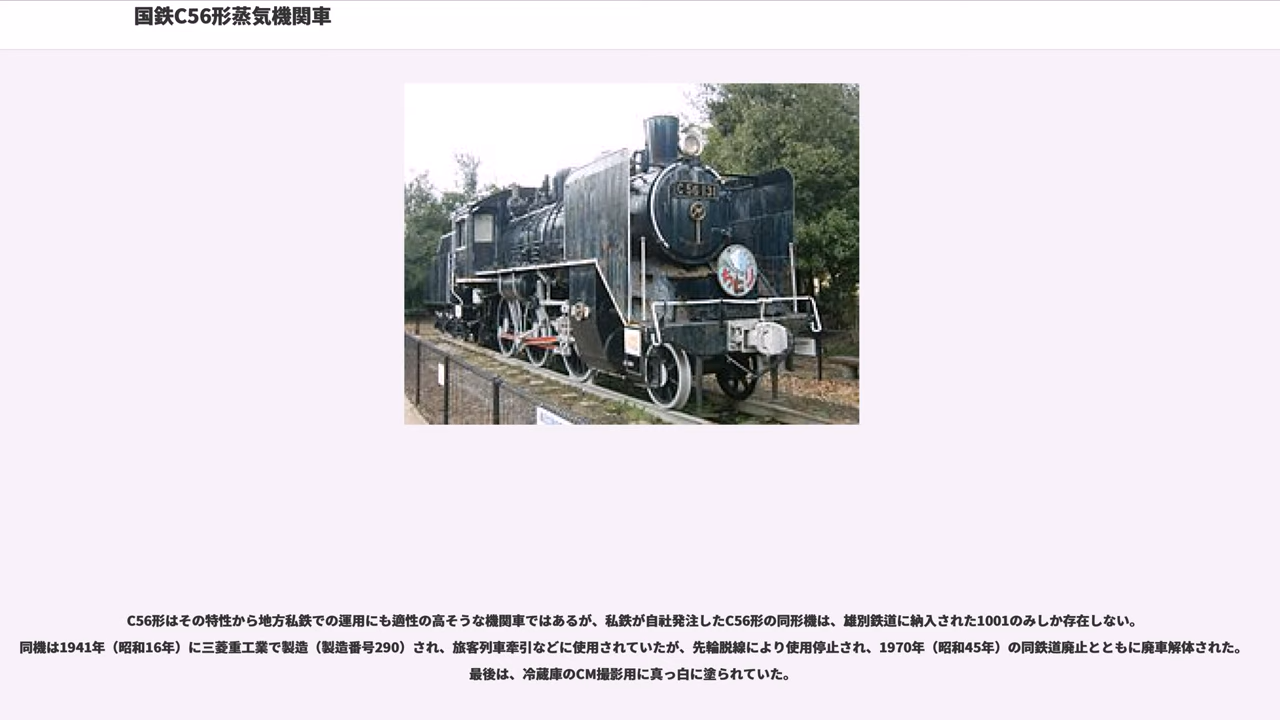 国鉄C56形蒸気機関車
C 56 131
ちどり
C56形はその特性から地方私鉄での運用にも適性の高そうな機関車ではあるが、私鉄が自社発注したC56形の同形機は、雄別鉄道に納入された1001のみしか存在しない。
同機は1941年（昭和16年）に三菱重工業で製造（製造番号290）され、旅客列車牽引などに使用されていたが、先輪脱線により使用停止され、1970年（昭和45年）の同鉄道廃止とともに廃車解体された。
最後は、冷蔵庫のCM撮影用に真っ白に塗られていた。